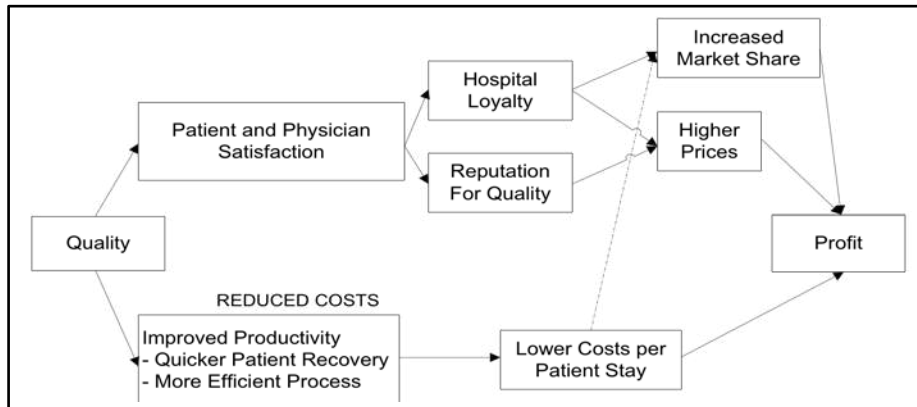 Increased
Market Share
Hospital
Loyalty
Patient and Physician
Satisfaction
Higher
Prices
Reputation
For Quality
Quality
Profit
REDUCED COSTS
Improved Productivity
- Quicker Patient Recovery
- More Efficient Process
Lower Costs per
Patient Stay